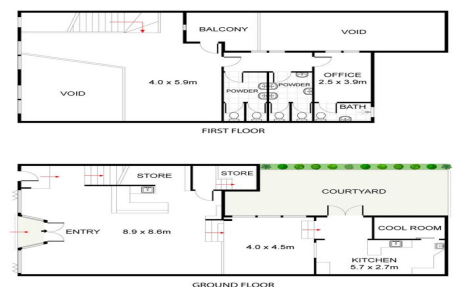 BALCONY
VOID
4.0 x 5.9m
VOID
POWDER
POWDER
OFFICE
2.5 x 3.9m
BATH
FIRST FLOOR
STORE
STORE
COURTYARD
ENTRY
8.9 x 8.6m
4.0 x 4.5m
COOL ROOM
KITCHEN
5.7 x 2.7m
GROUND FLOOR